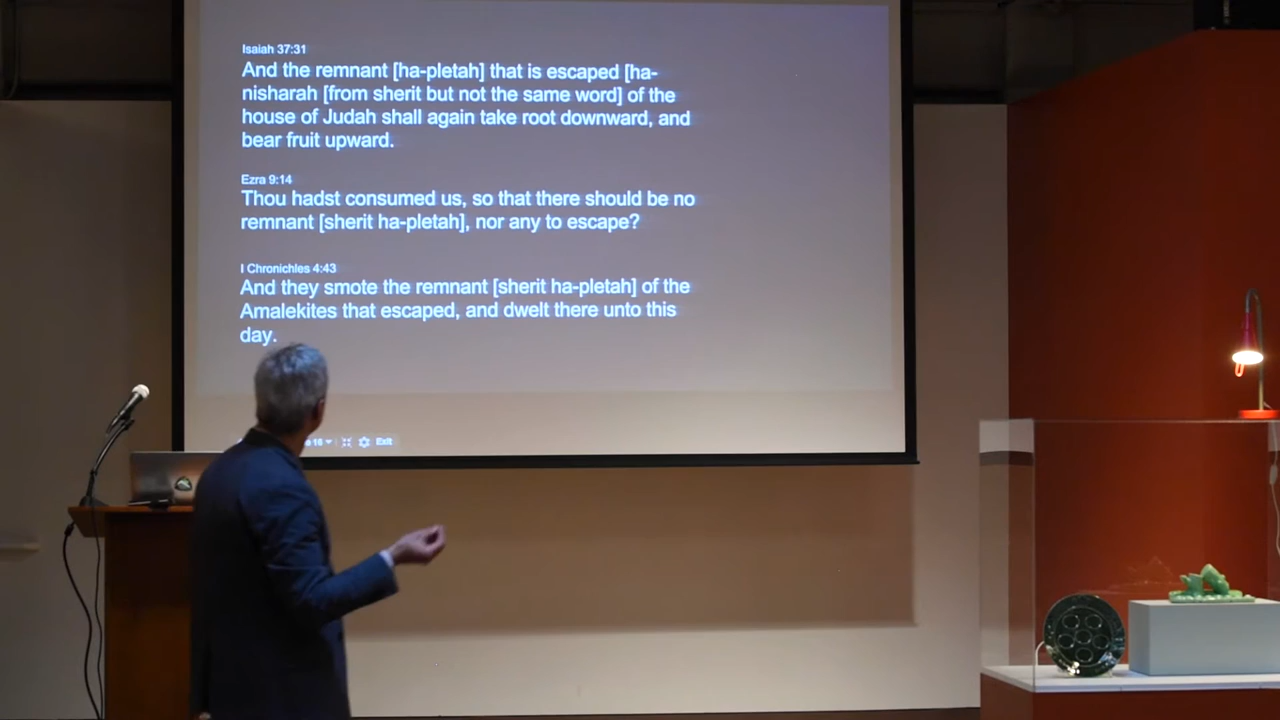 Isaiah 37:31
And the remnant [ha-pletah] that is escaped [ha-
nisharah [from sherit but not the same word] of the
house of Judah shall again take root downward, and
bear fruit upward.
Ezra 9:14
Thou hadst consumed us, so that there should be no
remnant [sherit ha-pletah], nor any to escape?
I Chronichles 4:43
And they smote the remnant [sherit ha-pletah] of the
Amalekites that escaped, and dwelt there unto this
day.
16 Exit